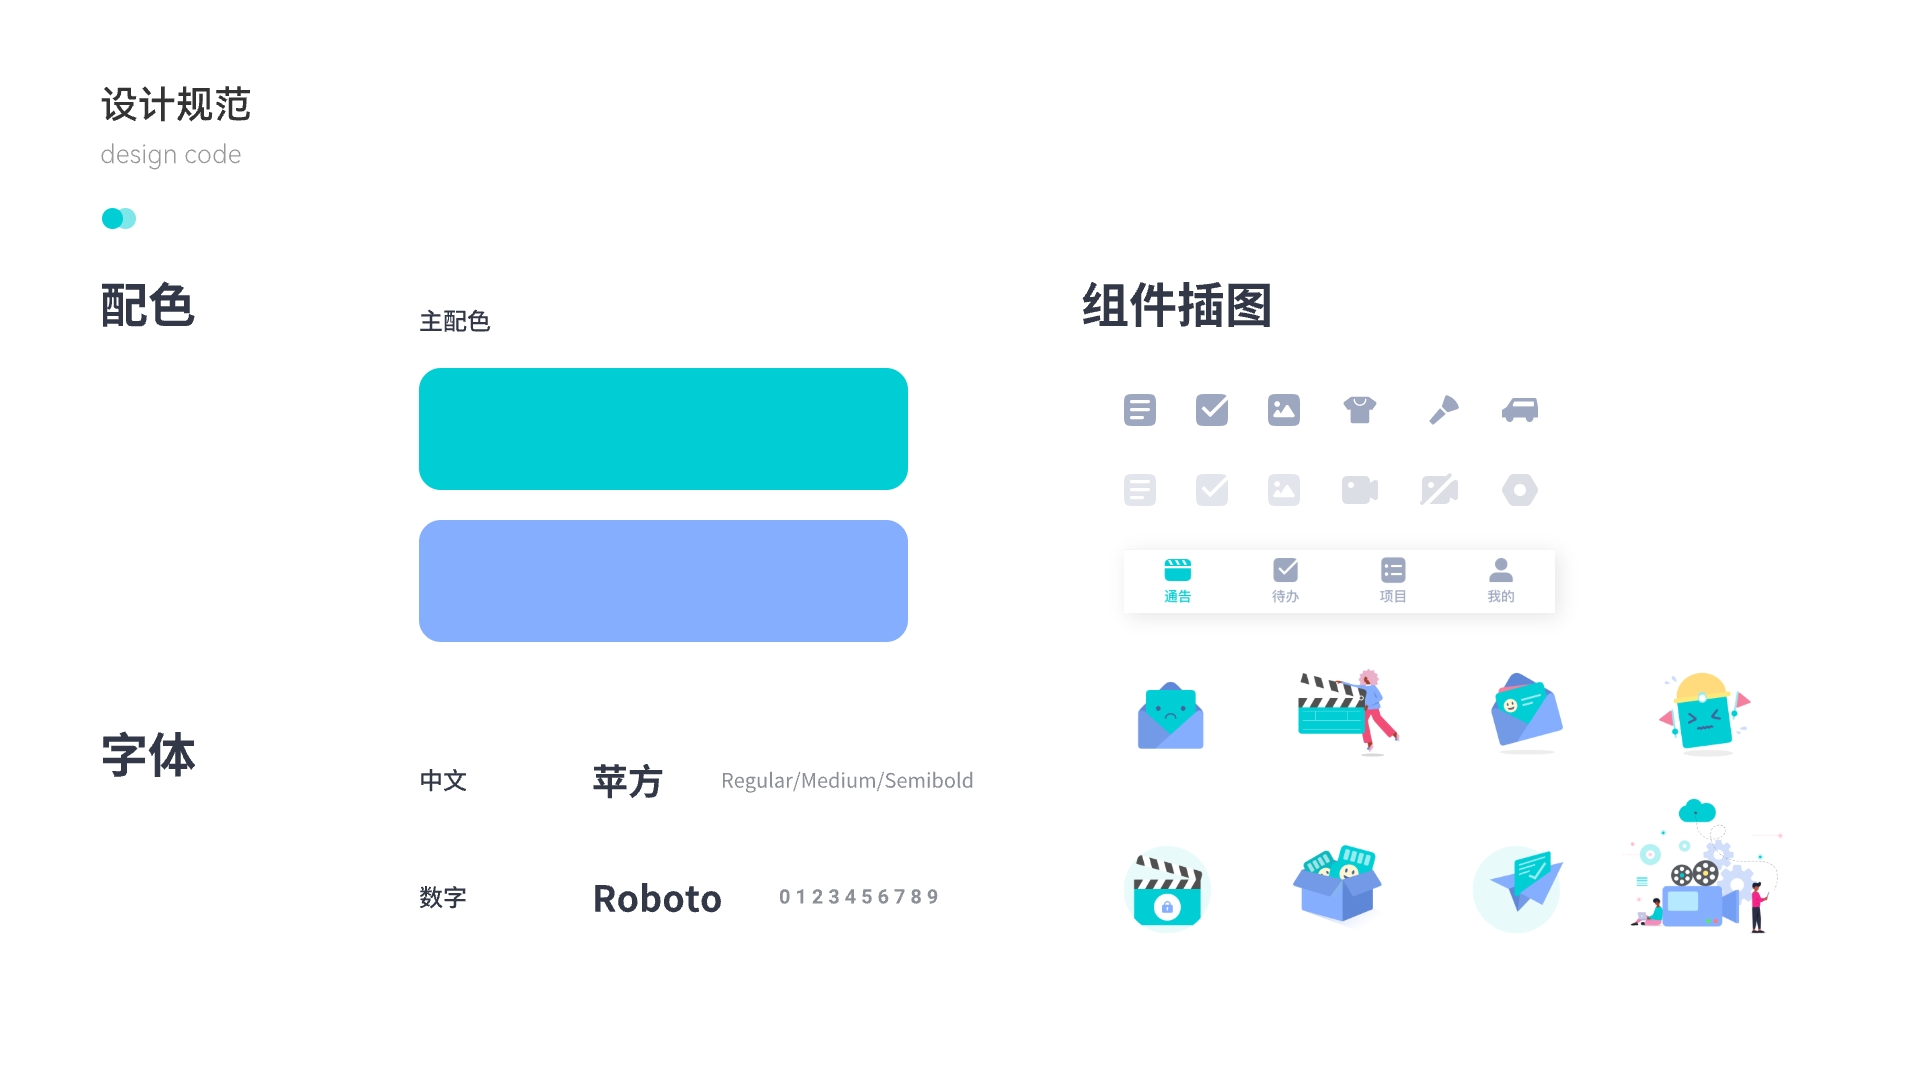 设计规范
design code
配色
主配色
字体
中文
苹方
Regular/Medium/Semibold
数字
Roboto
0 1 2 3 4 5 6 7 8 9
组件插图
通告
待办
项目
我的